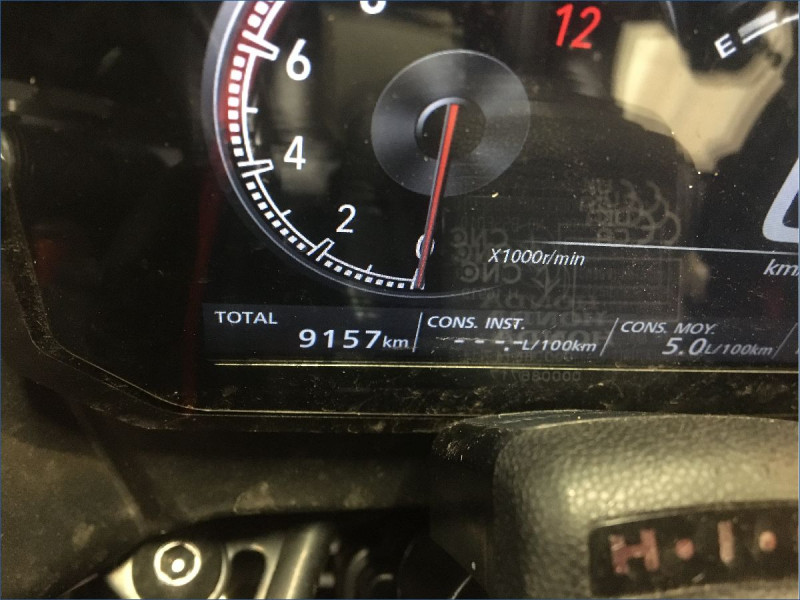 12
E
6
4
2
0
X1000r/min
km
TOTAL
9157km
CONS. INST.
---.-L/100km
CONS. MOY.
5.0L/100km